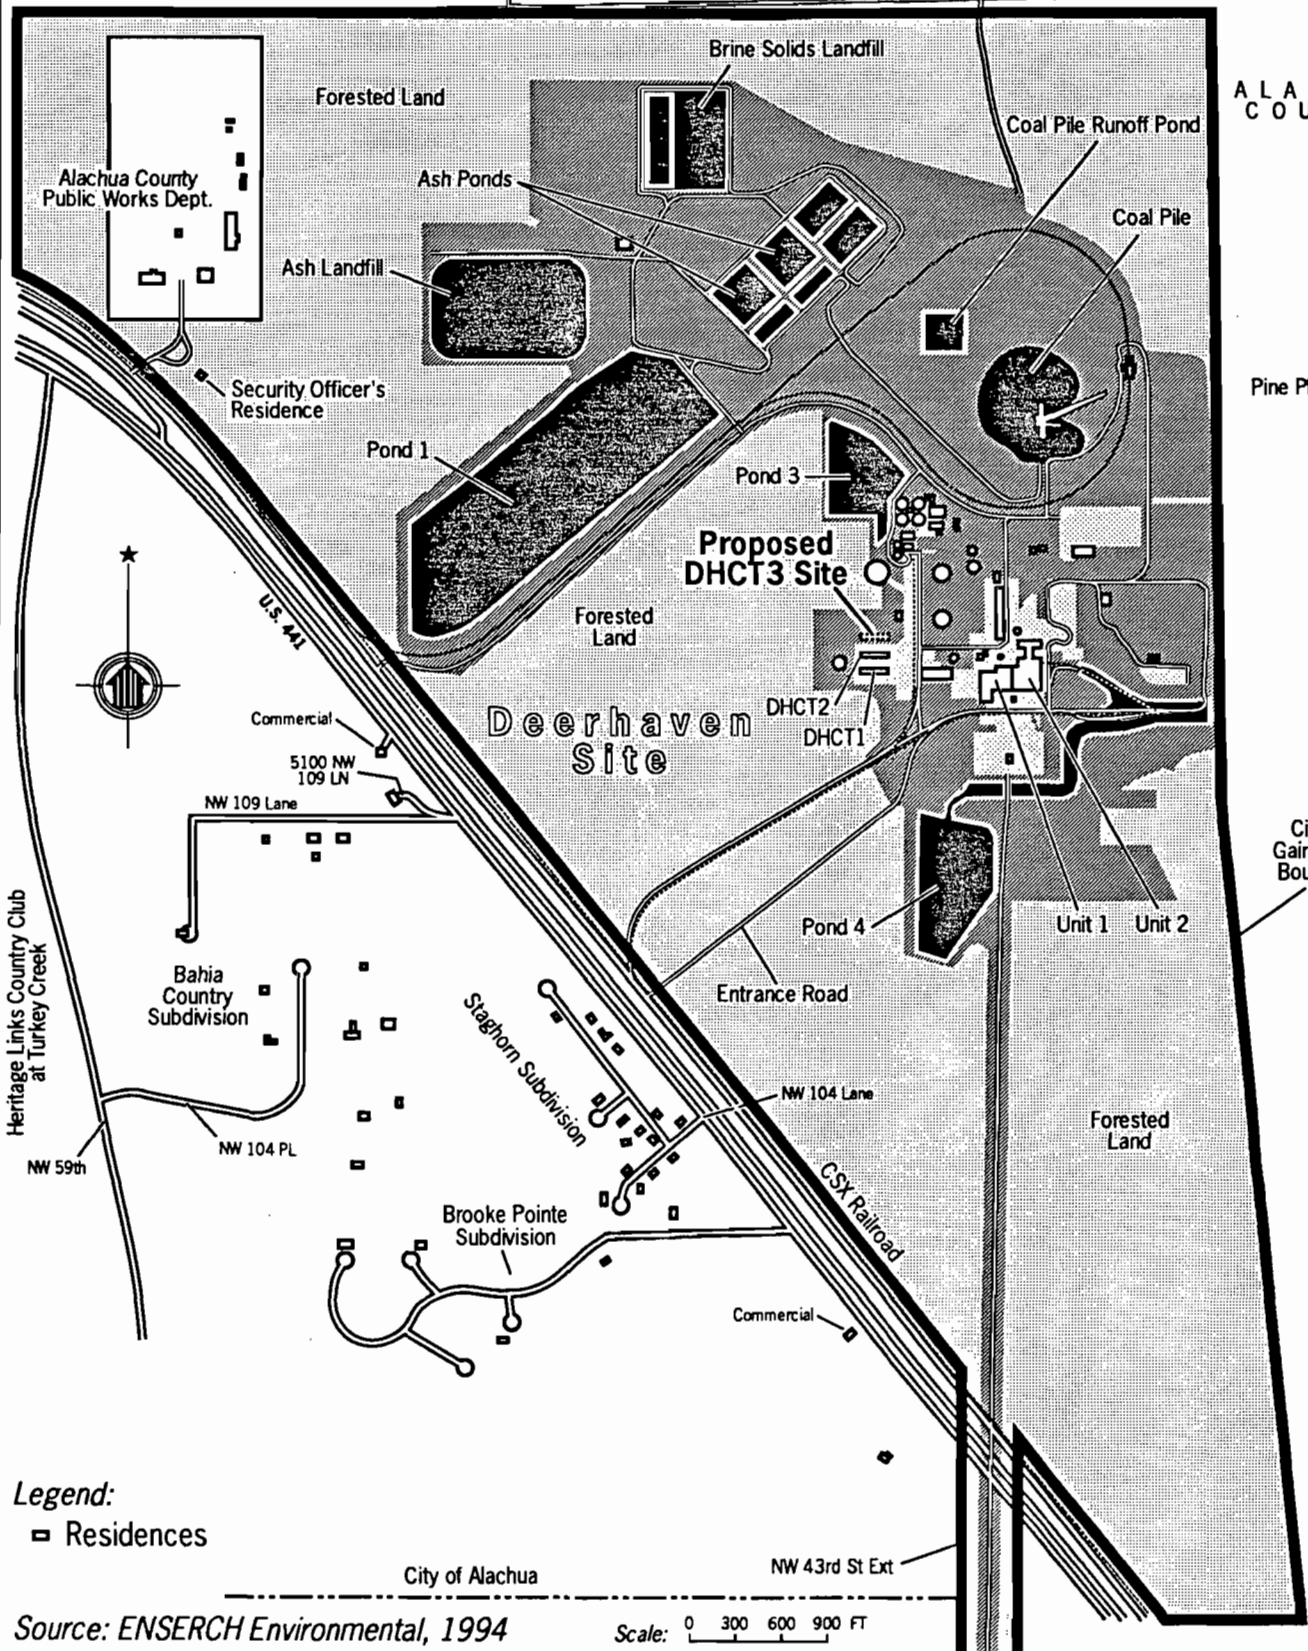 Brine Solids Landfill
Forested Land
A L A
C O U
Coal Pile Runoff Pond
Alachua County
Public Works Dept.
Ash Ponds
Coal Pile
Ash Landfill
Security Officer's
Residence
Pine P
Pond 1
Pond 3
Proposed
DHCT3 Site
U.S. 441
Forested
Land
Commercial
DHCT2
DHCT1
Deerhaven
Site
5100 NW
109 LN
NW 109 Lane
Ci
Gair
Bou
Heritage Links Country Club
at Turkey Creek
Pond 4
Unit 1
Unit 2
Bahia
Country
Subdivision
Entrance Road
Staghorn Subdivision
NW 104 Lane
Forested
Land
NW 104 PL
NW 59th
CSX Railroad
Brooke Pointe
Subdivision
Commercial
Legend:
Residences
NW 43rd St Ext
City of Alachua
Source: ENSERCH Environmental, 1994
Scale: 0 300 600 900 FT